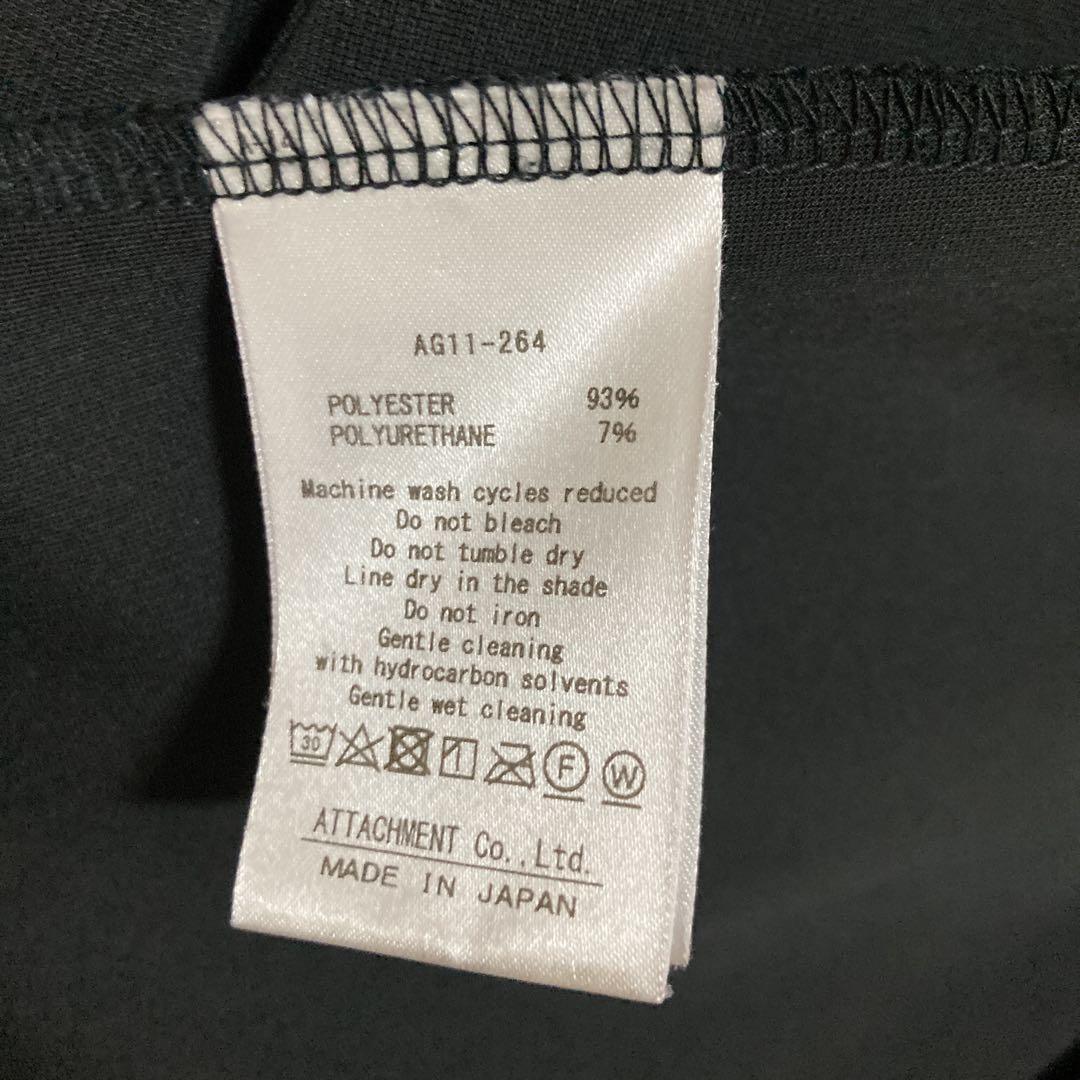 AG11-264
POLYESTER 93%
POLYURETHANE 7%
Machine wash cycles reduced
Do not bleach
Do not tumble dry
Line dry in the shade
Do not iron
Gentle cleaning
with hydrocarbon solvents
Gentle wet cleaning
30 F W
ATTACHMENT Co.,Ltd.
MADE IN JAPAN